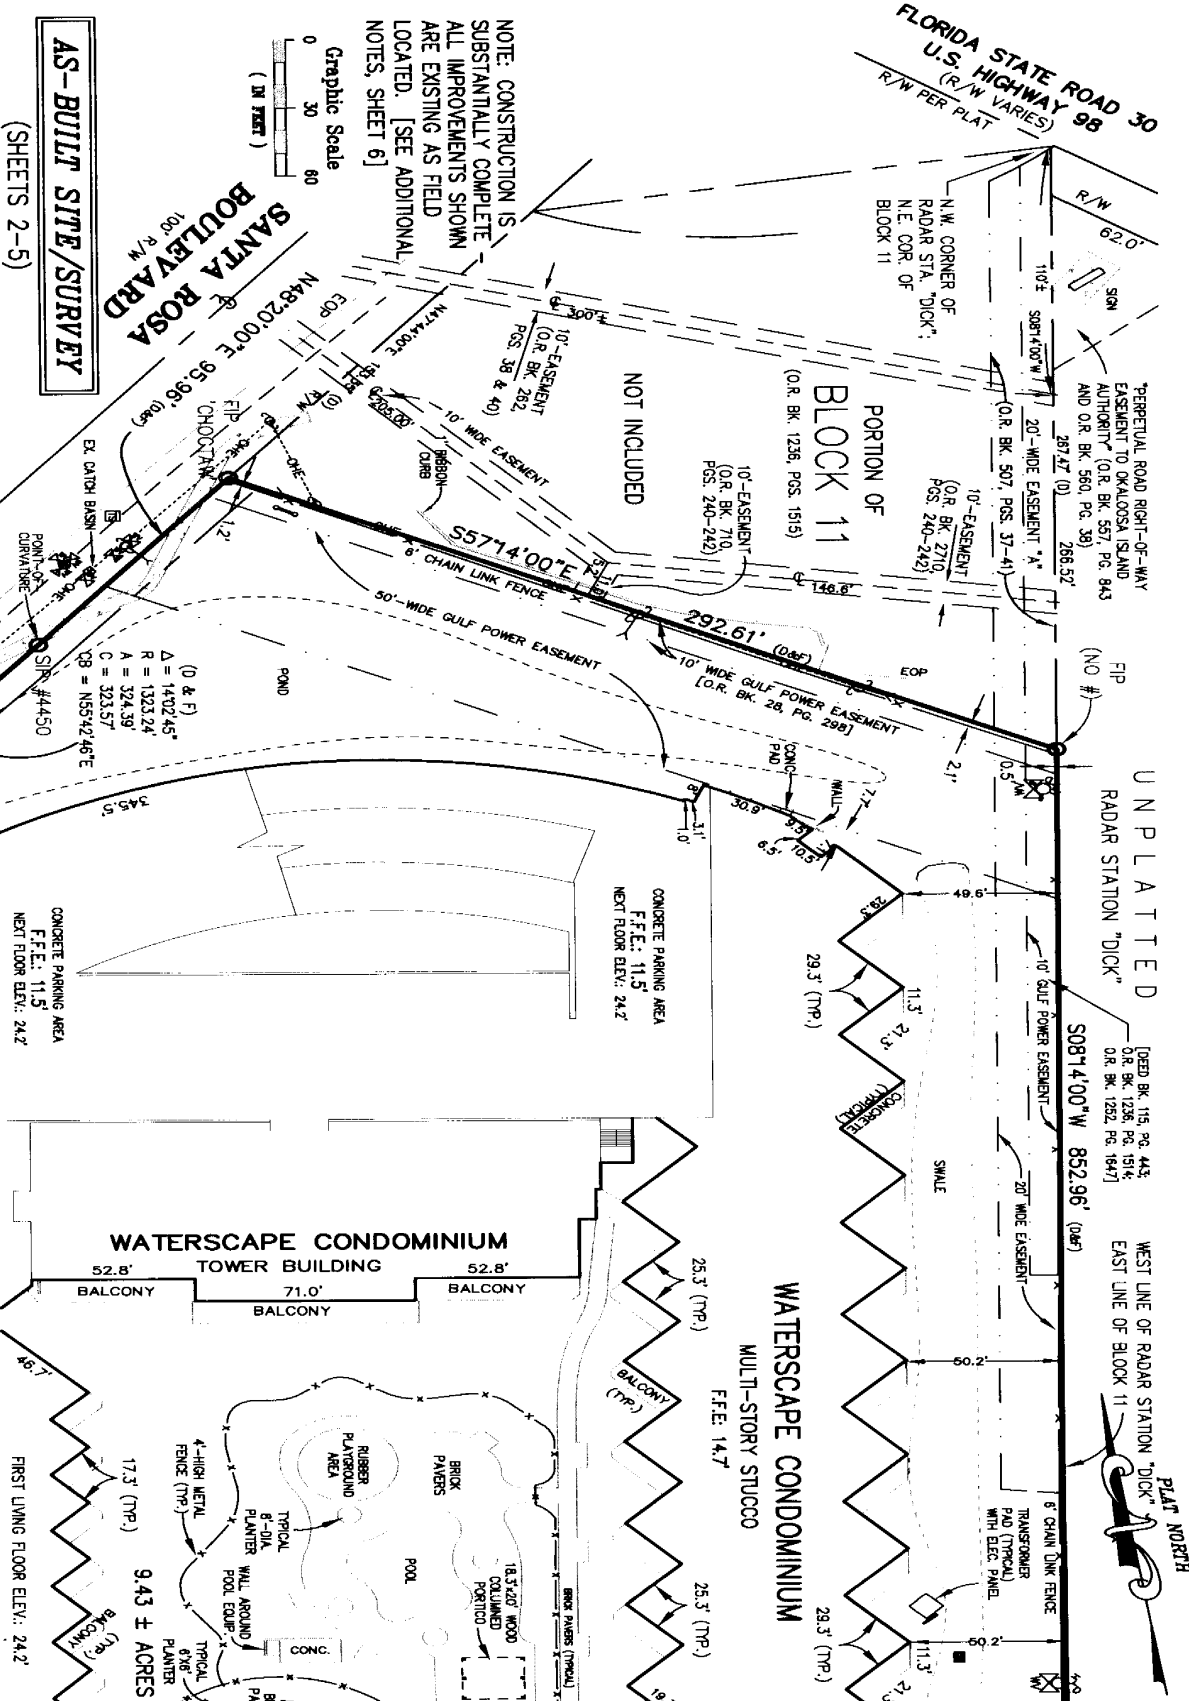 FLORIDA STATE ROAD 30
U.S. HIGHWAY 98
(R/W VARIES)
R/W PER PLAT
R/W
62.0'
SIGN
110'±
S08°14'00"W
"PERPETUAL ROAD RIGHT-OF-WAY
EASEMENT TO OKALOOSA ISLAND
AUTHORITY" (O.R. BK. 557, PG. 843
AND O.R. BK. 560, PG. 38)
267.47 (D)
266.52'
20'-WIDE EASEMENT "A"
(O.R. BK. 507, PGS. 37-41)
N.W. CORNER OF
RADAR STA. "DICK";
N.E. COR. OF
BLOCK 11
NOTE: CONSTRUCTION IS
SUBSTANTIALLY COMPLETE -
ALL IMPROVEMENTS SHOWN
ARE EXISTING AS FIELD
LOCATED. [SEE ADDITIONAL
NOTES, SHEET 6]
Graphic Scale
0 30 60
( IN FEET )
AS-BUILT SITE/SURVEY
(SHEETS 2-5)
SANTA ROSA
BOULEVARD
100' R/W
N48°20'00"E 95.96' (D&F)
EOP
N47°44'00"E
R/W
(D)
205.00'
300'±
10'-EASEMENT
(O.R. BK. 262,
PGS. 38 & 40)
10' WIDE EASEMENT
RIBBON
CURB
NOT INCLUDED
PORTION OF
BLOCK 11
(O.R. BK. 1236, PGS. 1515)
10'-EASEMENT
(O.R. BK. 710,
PGS. 240-242)
10'-EASEMENT
(O.R. BK. 2710,
PGS. 240-242)
146.6'
FIP
"CHOCTAW"
OHE
OHE
OHE
OHE
1.2'
EX. CATCH BASIN
POINT-OF-
CURVATURE
SIP #4450
S57°14'00"E
292.61'
(D&F)
6' CHAIN LINK FENCE
50'-WIDE GULF POWER EASEMENT
10' WIDE GULF POWER EASEMENT
[O.R. BK. 28, PG. 298]
EOP
2.1'
FIP
(NO #)
0.5'
POND
(D & F)
Δ = 14°02'45"
R = 1323.24'
A = 324.39'
C = 323.57'
CB = N55°42'46"E
345.5'
CONC.
PAD
WALL
7.7'
8'
3.1'
1.0'
30.9'
9.5'
6.5'
10.5'
29.3'
49.6'
UNPLATTED
RADAR STATION "DICK"
[DEED BK. 115, PG. 443;
O.R. BK. 1236, PG. 1514;
O.R. BK. 1252, PG. 1647]
10' GULF POWER EASEMENT
S08°14'00"W 852.96' (D&F)
20' WIDE EASEMENT
WEST LINE OF RADAR STATION "DICK"
EAST LINE OF BLOCK 11
PLAT NORTH
CONCRETE PARKING AREA
F.F.E.: 11.5'
NEXT FLOOR ELEV.: 24.2'
CONCRETE PARKING AREA
F.F.E.: 11.5'
NEXT FLOOR ELEV.: 24.2'
29.3' (TYP.)
11.3'
21.3'
CONCRETE
(TYPICAL)
SWALE
50.2'
WATERSCAPE CONDOMINIUM
TOWER BUILDING
52.8'
BALCONY
71.0'
BALCONY
52.8'
BALCONY
WATERSCAPE CONDOMINIUM
MULTI-STORY STUCCO
F.F.E: 14.7'
25.3' (TYP.)
BALCONY
(TYP.)
25.3' (TYP.)
29.3' (TYP.)
11.3'
50.2'
6' CHAIN LINK FENCE
TRANSFORMER
PAD (TYPICAL)
WITH ELEC. PANEL
46.7'
17.3' (TYP.)
BALCONY
(TYP.)
FIRST LIVING FLOOR ELEV.: 24.2'
9.43 ± ACRES
4'-HIGH METAL
FENCE (TYP.)
RUBBER
PLAYGROUND
AREA
BRICK
PAVERS
TYPICAL
8'-DIA.
PLANTER
POOL
WALL AROUND
POOL EQUIP.
CONC.
TYPICAL
6'X6'
PLANTER
18.3'x20' WOOD
COLUMNED
PORTICO
BRICK PAVERS (TYPICAL)